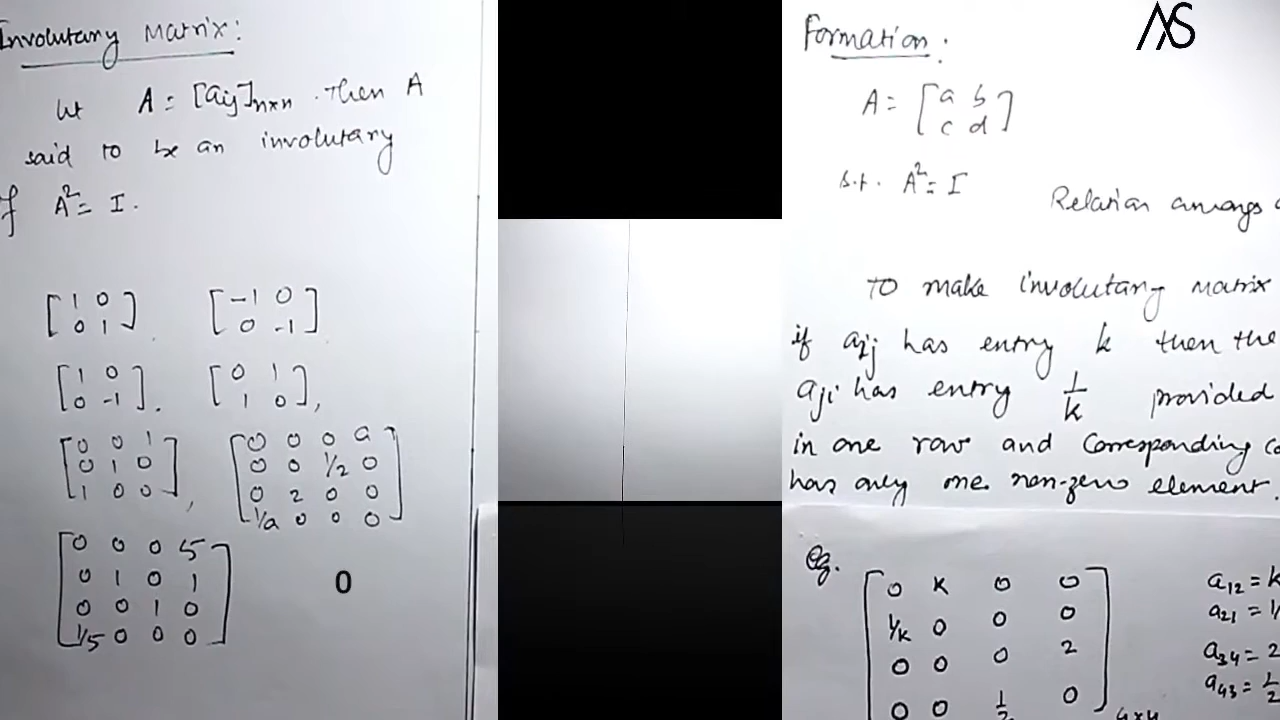 Involutary Matrix:
Let A = [aij]n×n . Then A
said to be an involutary
if A² = I.
[1 0
0 1]
[-1 0
0 -1]
[1 0
0 -1].
[0 1
1 0],
[0 0 1
0 1 0
1 0 0],
[0 0 0 a
0 0 1/2 0
0 2 0 0
1/a 0 0 0]
[0 0 0 5
0 1 0 1
0 0 1 0
1/5 0 0 0]
0
NS
Formation:
A = [a b
c d]
s.t. A² = I
Relation amongs
To make involutary matrix
if aij has entry k then the
aji has entry 1/k provided
in one row and corresponding
has only one non-zero element.
Eg.
[0 K 0 0
1/K 0 0 0
0 0 0 2
0 0 1/2 0]4×4
a12 = k
a21 = 1/
a34 = 2
a43 = 1/2